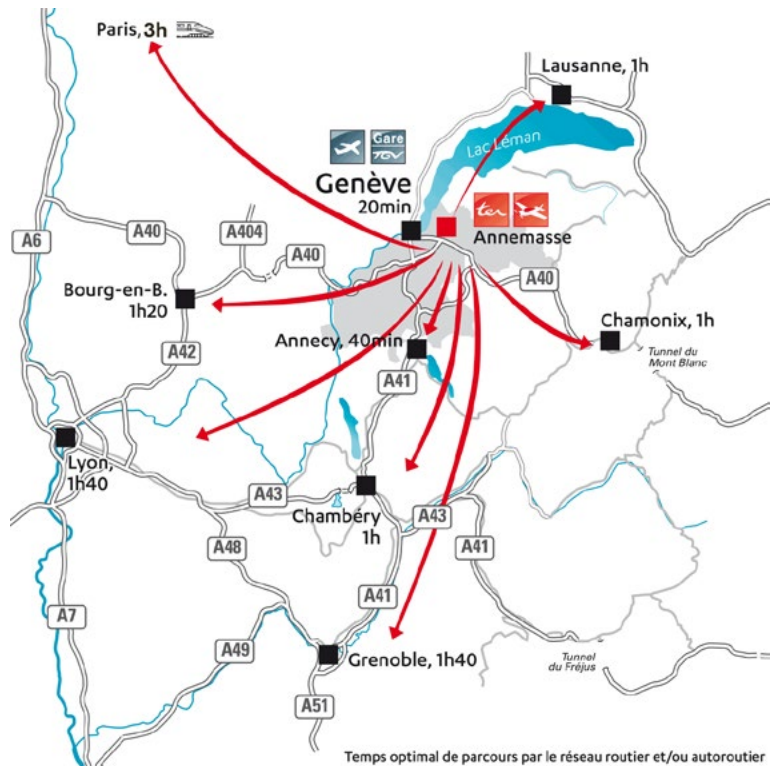 Paris, 3h
Lausanne, 1h
Lac Léman
Gare
TGV
Genève
20min
ter
Annemasse
A6
A40
A404
A40
A40
Bourg-en-B.
1h20
A42
Annecy, 40min
Chamonix, 1h
Tunnel du
Mont Blanc
A41
Lyon,
1h40
A43
Chambéry
1h
A43
A48
A41
A41
A7
A49
Grenoble, 1h40
Tunnel
du Fréjus
A51
Temps optimal de parcours par le réseau routier et/ou autoroutier